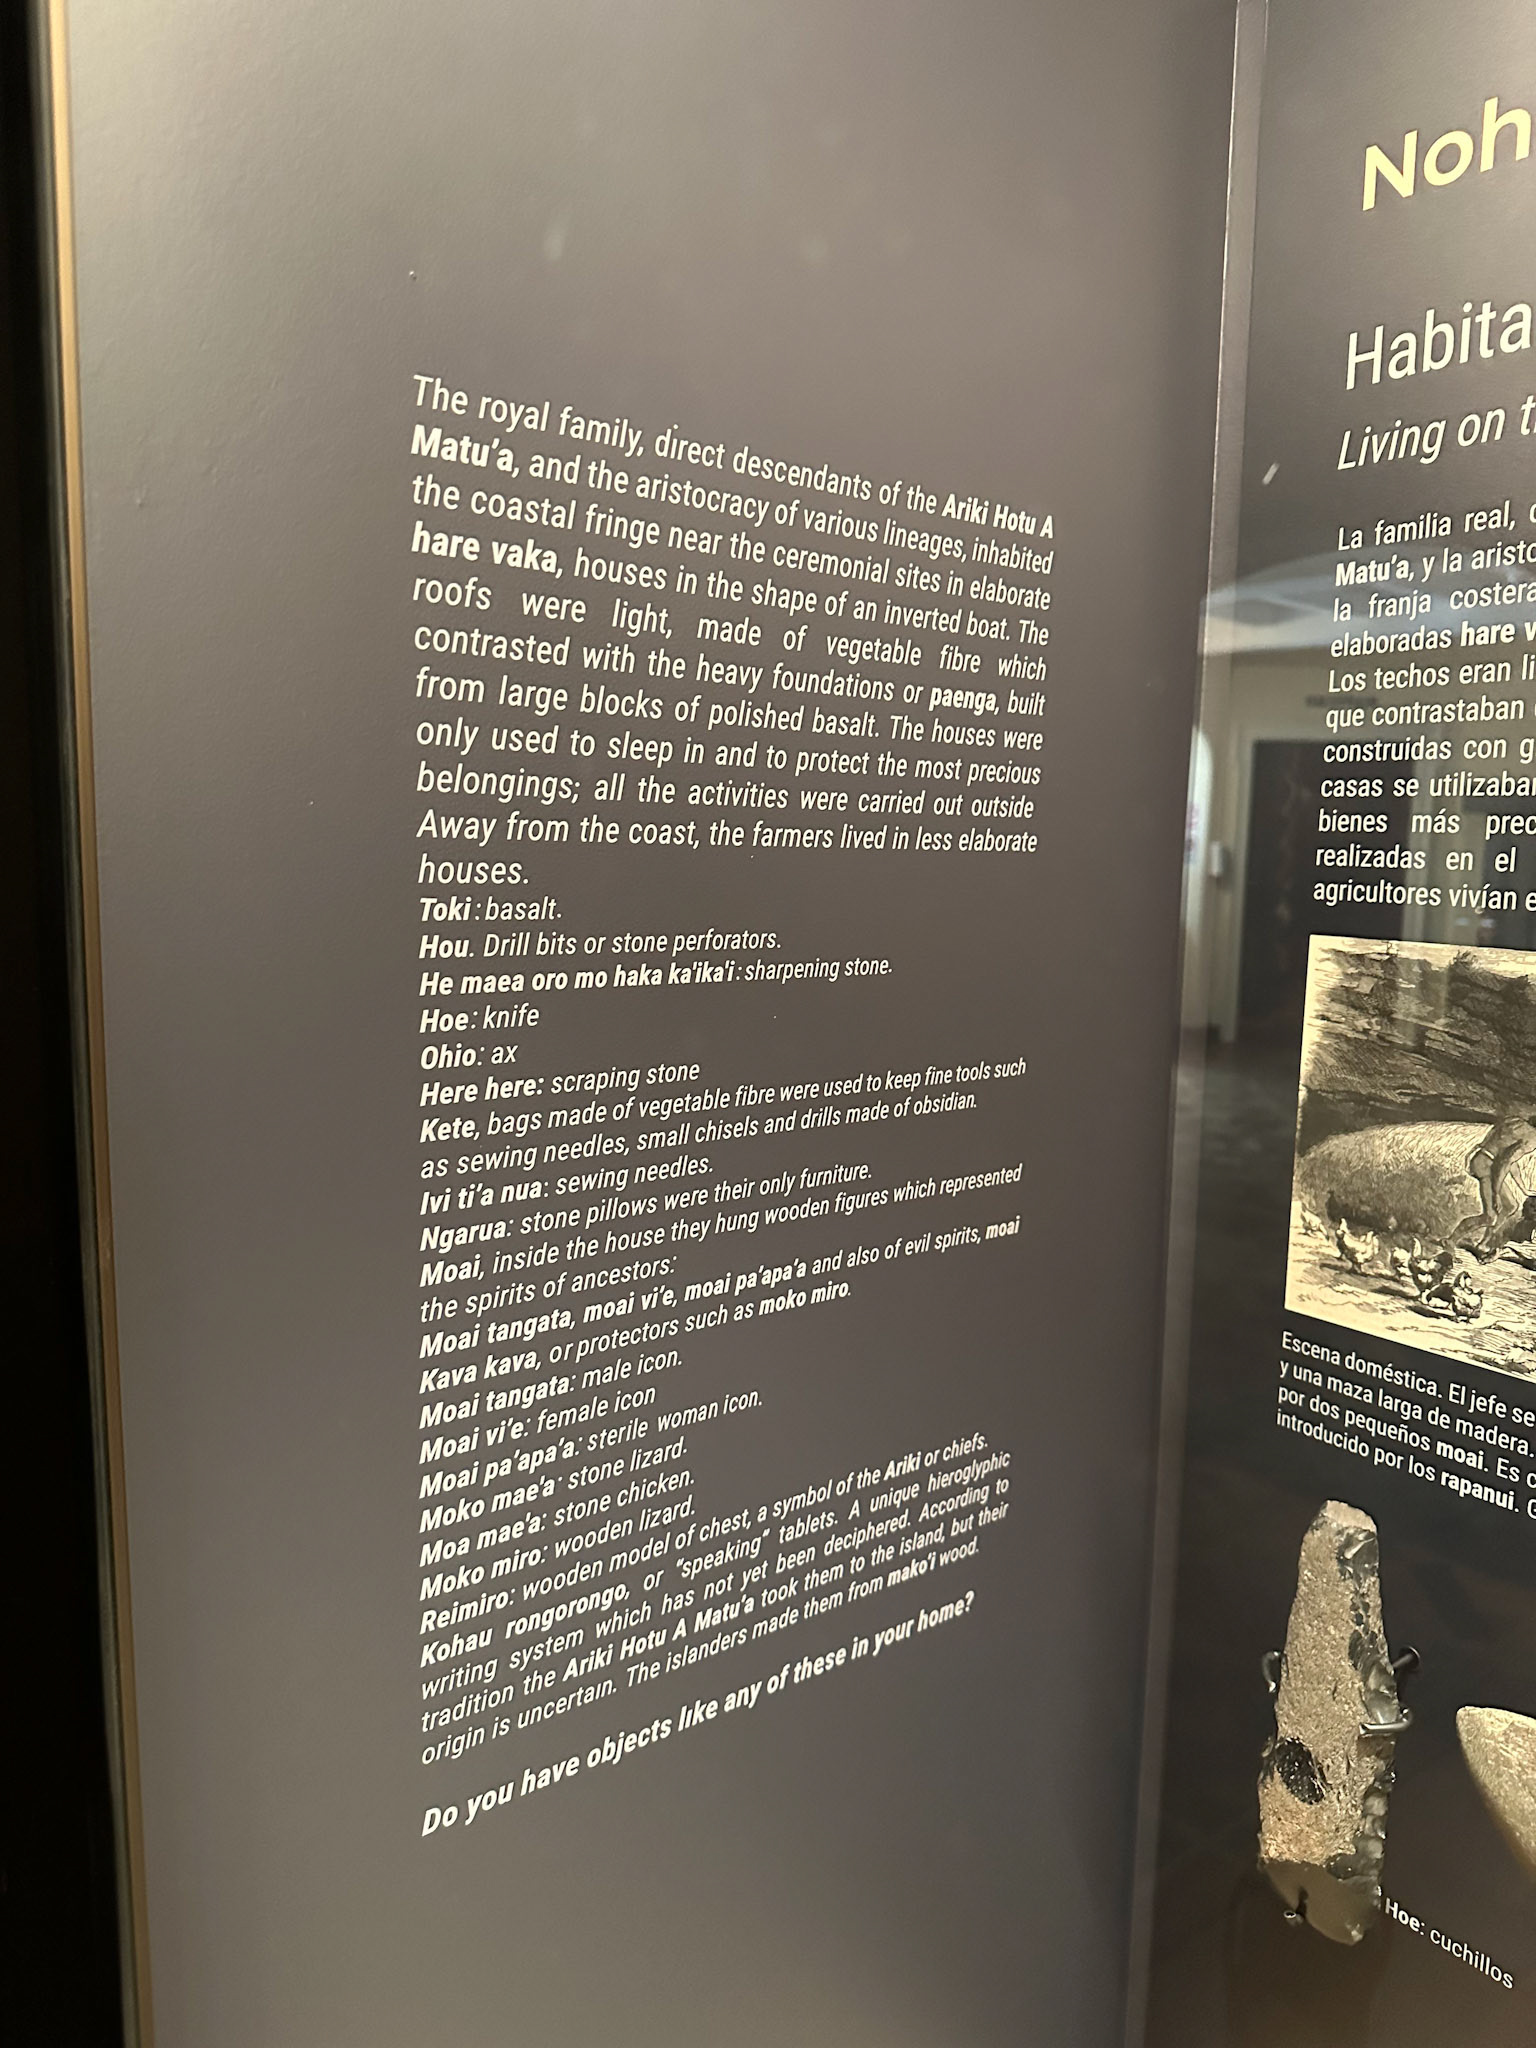 The royal family, direct descendants of the Ariki Hotu A
Matu'a, and the aristocracy of various lineages, inhabited
the coastal fringe near the ceremonial sites in elaborate
hare vaka, houses in the shape of an inverted boat. The
roofs were light, made of vegetable fibre which
contrasted with the heavy foundations or paenga, built
from large blocks of polished basalt. The houses were
only used to sleep in and to protect the most precious
belongings; all the activities were carried out outside
Away from the coast, the farmers lived in less elaborate
houses.
Toki: basalt.
Hou. Drill bits or stone perforators.
He maea oro mo haka ka'ika'i: sharpening stone.
Hoe: knife
Ohio: ax
Here here: scraping stone
Kete, bags made of vegetable fibre were used to keep fine tools such
as sewing needles, small chisels and drills made of obsidian.
Ivi ti'a nua: sewing needles.
Ngarua: stone pillows were their only furniture.
Moai, inside the house they hung wooden figures which represented
the spirits of ancestors:
Moai tangata, moai vi'e, moai pa'apa'a and also of evil spirits, moai
Kava kava, or protectors such as moko miro.
Moai tangata: male icon.
Moai vi'e: female icon
Moai pa'apa'a: sterile woman icon.
Moko mae'a: stone lizard.
Moa mae'a: stone chicken.
Moko miro: wooden lizard.
Reimiro: wooden model of chest, a symbol of the Ariki or chiefs.
Kohau rongorongo, or "speaking" tablets. A unique hieroglyphic
writing system which has not yet been deciphered. According to
tradition the Ariki Hotu A Matu'a took them to the island, but their
origin is uncertain. The islanders made them from mako'i wood.
Do you have objects like any of these in your home?
Noh
Habita
Living on t
La familia real,
Matu'a, y la aristo
la franja costera
elaboradas hare v
Los techos eran li
que contrastaban
construidas con g
casas se utilizaba
bienes más prec
realizadas en el
agricultores vivían e
Escena doméstica. El jefe se
y una maza larga de madera.
por dos pequeños moai. Es c
introducido por los rapanui. G
Hoe: cuchillos